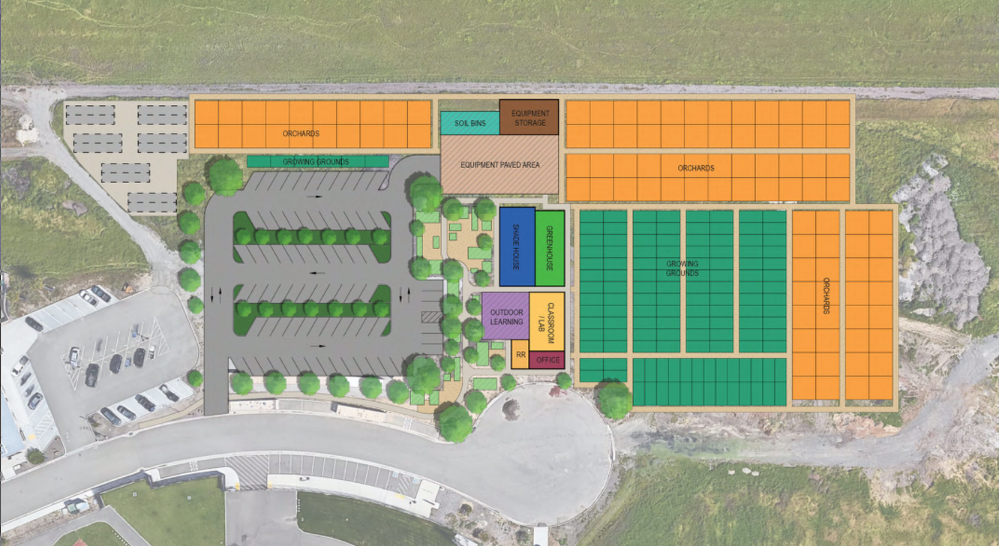 EQUIPMENT
STORAGE
SOIL BINS
ORCHARDS
GROWING GROUNDS
EQUIPMENT PAVED AREA
ORCHARDS
SHADE HOUSE
GREENHOUSE
GROWING
GROUNDS
ORCHARDS
OUTDOOR
LEARNING
CLASSROOM
/ LAB
RR
OFFICE